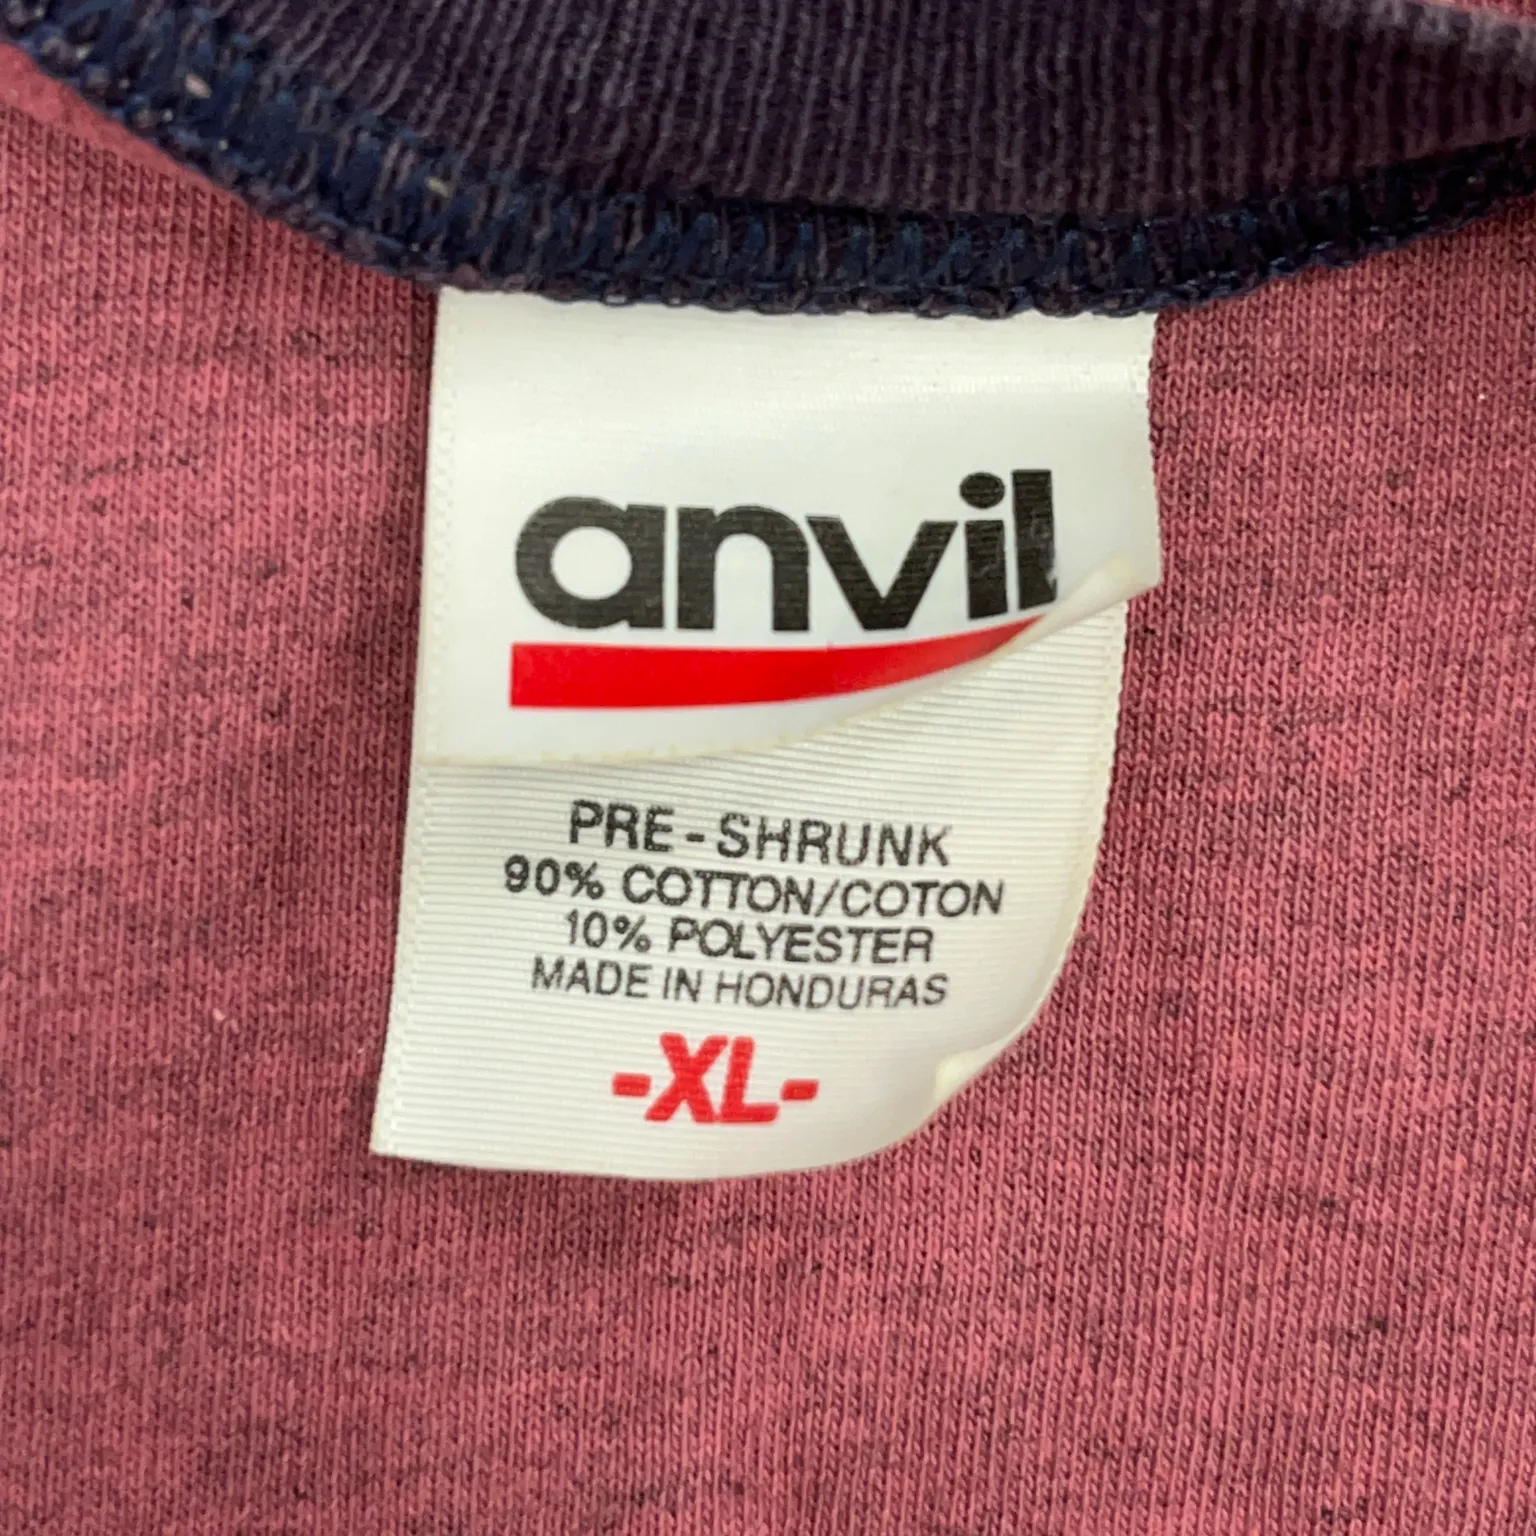 anvil
PRE-SHRUNK
90% COTTON/COTON
10% POLYESTER
MADE IN HONDURAS
-XL-